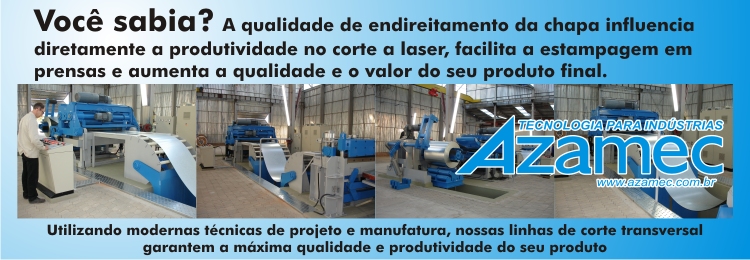 Você sabia? A qualidade de endireitamento da chapa influencia
diretamente a produtividade no corte a laser, facilita a estampagem em
prensas e aumenta a qualidade e o valor do seu produto final.
TECNOLOGIA PARA INDÚSTRIAS
Azamec
www.azamec.com.br
Utilizando modernas técnicas de projeto e manufatura, nossas linhas de corte transversal
garantem a máxima qualidade e produtividade do seu produto